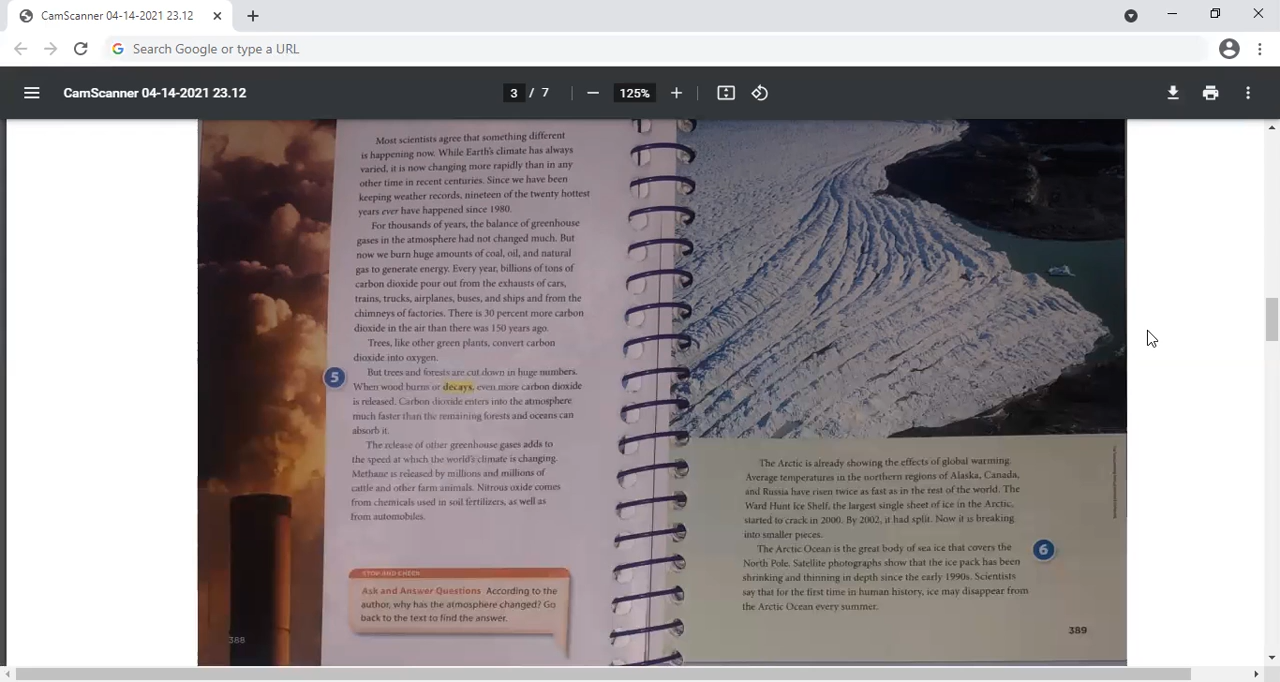 CamScanner 04-14-2021 23.12
Search Google or type a URL
CamScanner 04-14-2021 23.12
3 / 7
125%
Most scientists agree that something different
is happening now. While Earth's climate has always
varied, it is now changing more rapidly than in any
other time in recent centuries. Since we have been
keeping weather records, nineteen of the twenty hottest
years ever have happened since 1980.
For thousands of years, the balance of greenhouse
gases in the atmosphere had not changed much. But
now we burn huge amounts of coal, oil, and natural
gas to generate energy. Every year, billions of tons of
carbon dioxide pour out from the exhausts of cars,
trains, trucks, airplanes, buses, and ships and from the
chimneys of factories. There is 30 percent more carbon
dioxide in the air than there was 150 years ago.
Trees, like other green plants, convert carbon
dioxide into oxygen.
5
But trees and forests are cut down in huge numbers.
When wood burns or decays, even more carbon dioxide
is released. Carbon dioxide enters into the atmosphere
much faster than the remaining forests and oceans can
absorb it.
The release of other greenhouse gases adds to
the speed at which the world's climate is changing.
Methane is released by millions and millions of
cattle and other farm animals. Nitrous oxide comes
from chemicals used in soil fertilizers, as well as
from automobiles.
STOP AND CHECK
Ask and Answer Questions According to the
author, why has the atmosphere changed? Go
back to the text to find the answer.
388
The Arctic is already showing the effects of global warming.
Average temperatures in the northern regions of Alaska, Canada,
and Russia have risen twice as fast as in the rest of the world. The
Ward Hunt Ice Shelf, the largest single sheet of ice in the Arctic,
started to crack in 2000. By 2002, it had split. Now it is breaking
into smaller pieces.
The Arctic Ocean is the great body of sea ice that covers the
North Pole. Satellite photographs show that the ice pack has been
shrinking and thinning in depth since the early 1990s. Scientists
say that for the first time in human history, ice may disappear from
the Arctic Ocean every summer.
6
389